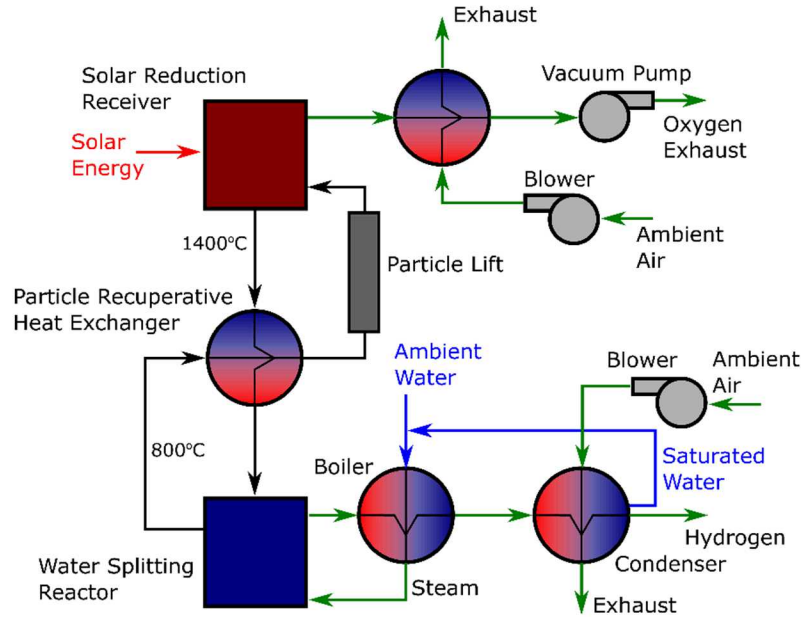 Exhaust
Solar Reduction
Receiver
Vacuum Pump
Solar
Energy
Oxygen
Exhaust
Blower
Ambient
Air
1400°C
Particle Lift
Particle Recuperative
Heat Exchanger
Ambient
Water
Blower
Ambient
Air
800°C
Boiler
Saturated
Water
Hydrogen
Condenser
Water Splitting
Reactor
Steam
Exhaust